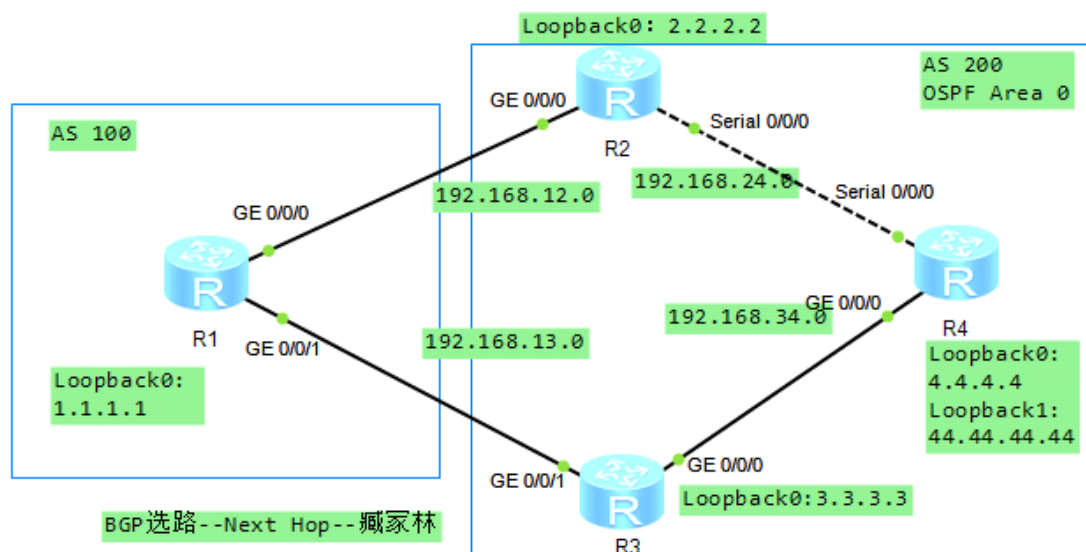 Loopback0: 2.2.2.2
AS 200
OSPF Area 0
GE 0/0/0
AS 100
R
R2
Serial 0/0/0
192.168.24.0
Serial 0/0/0
192.168.12.0
GE 0/0/0
R
R1
R
R4
GE 0/0/0
192.168.34.0
GE 0/0/1
192.168.13.0
Loopback0:
1.1.1.1
Loopback0:
4.4.4.4
Loopback1:
44.44.44.44
GE 0/0/1
GE 0/0/0
Loopback0:3.3.3.3
R
R3
BGP选路--Next Hop--臧家林